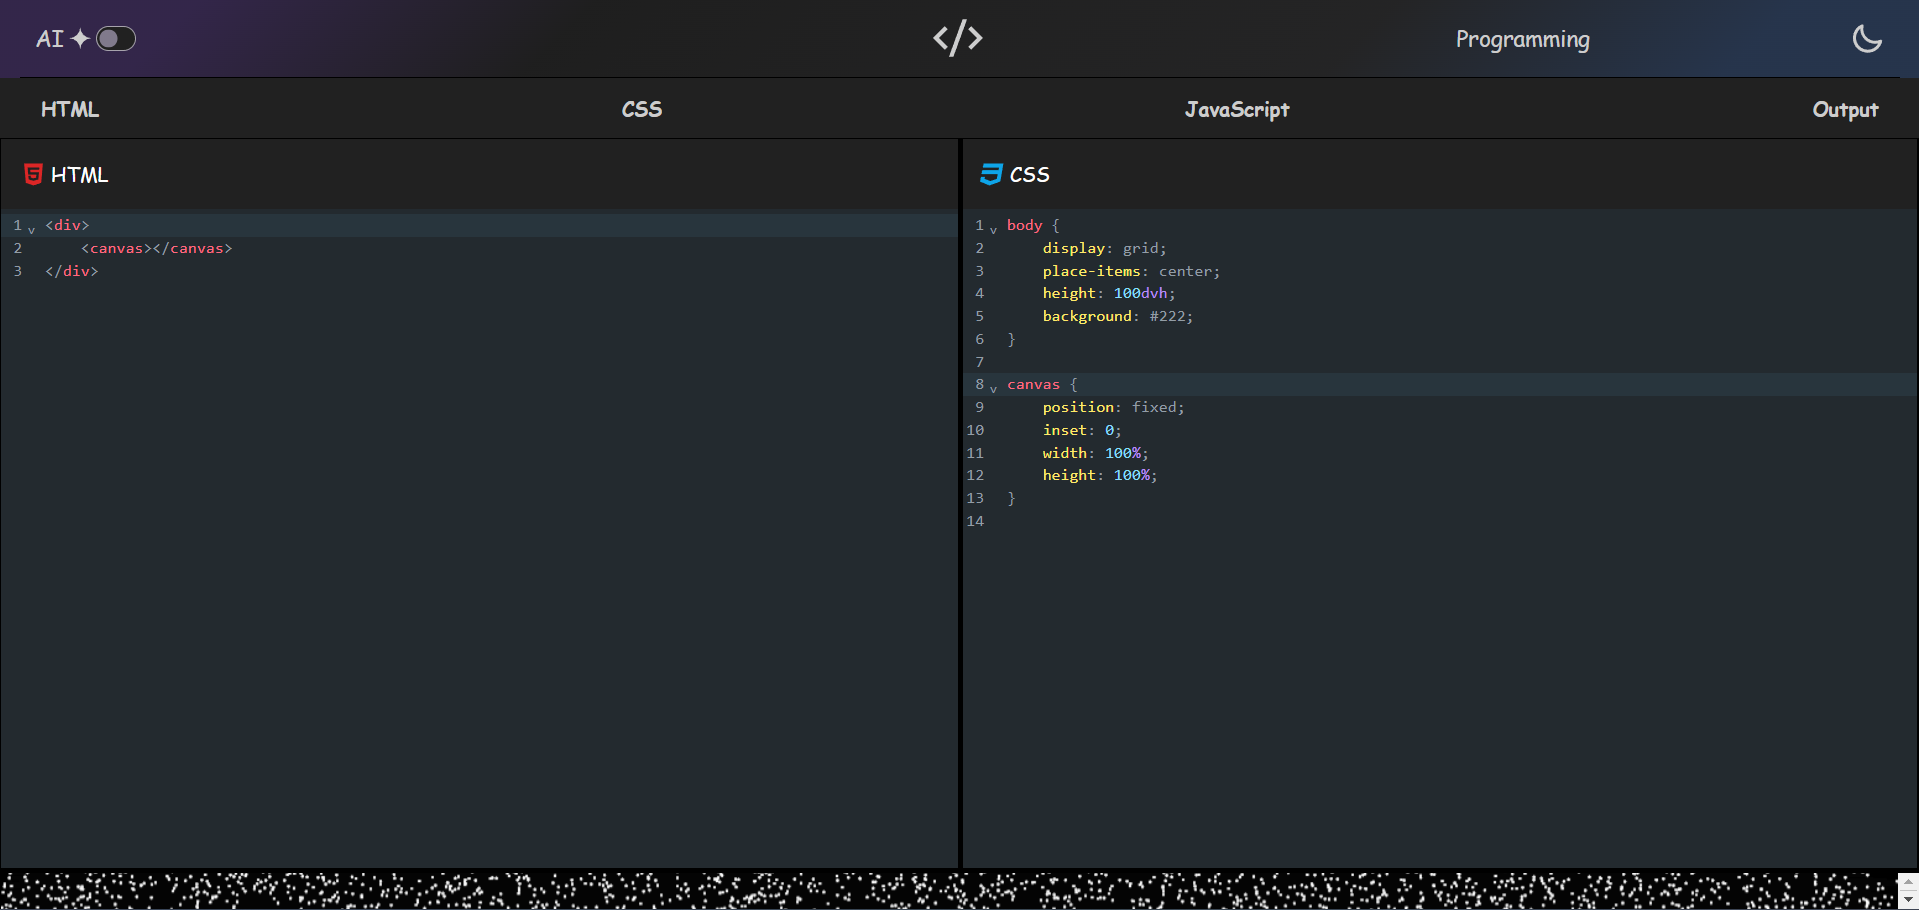 AI
</>
Programming
HTML
CSS
JavaScript
Output
HTML
1 <div>
2     <canvas></canvas>
3 </div>
CSS
1 body {
2     display: grid;
3     place-items: center;
4     height: 100dvh;
5     background: #222;
6 }
7
8 canvas {
9     position: fixed;
10     inset: 0;
11     width: 100%;
12     height: 100%;
13 }
14